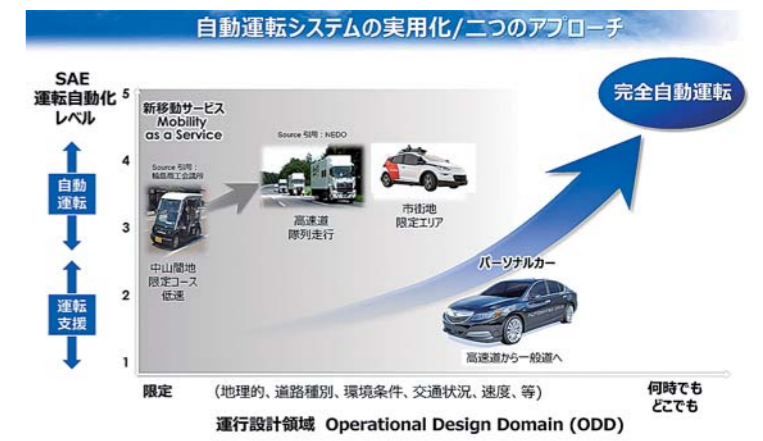 自動運転システムの実用化/二つのアプローチ
SAE
運転自動化
レベル
5
4
3
2
1
自動
運転
運転
支援
新移動サービス
Mobility
as a Service
Source 引用：
輪島商工会議所
中山間地
限定コース
低速
Source 引用：NEDO
高速道
隊列走行
市街地
限定エリア
完全自動運転
パーソナルカー
高速道から一般道へ
限定
(地理的、道路種別、環境条件、交通状況、速度、等)
何時でも
どこでも
運行設計領域 Operational Design Domain (ODD)